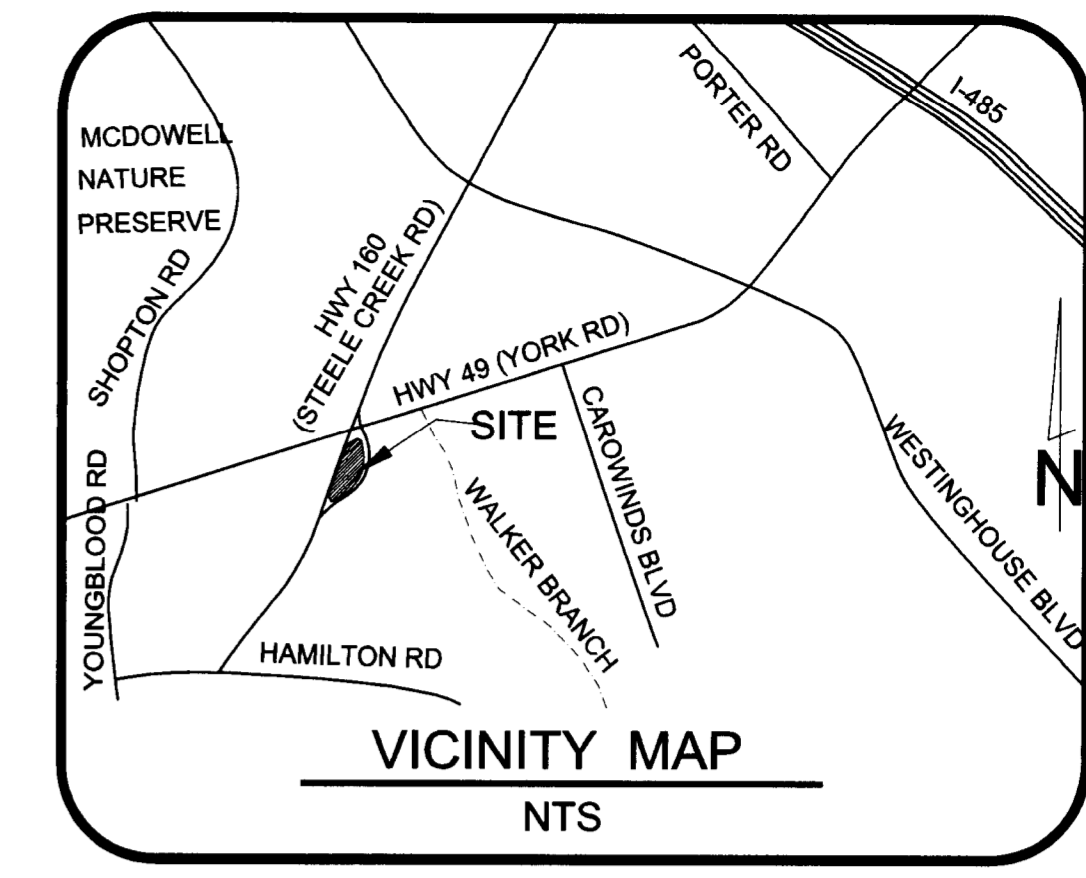 MCDOWELL
NATURE
PRESERVE
SHOPTON RD
YOUNGBLOOD RD
HWY 160
(STEELE CREEK RD)
HWY 49 (YORK RD)
PORTER RD
I-485
SITE
CAROWINDS BLVD
WALKER BRANCH
WESTINGHOUSE BLVD
N
HAMILTON RD
VICINITY MAP
NTS